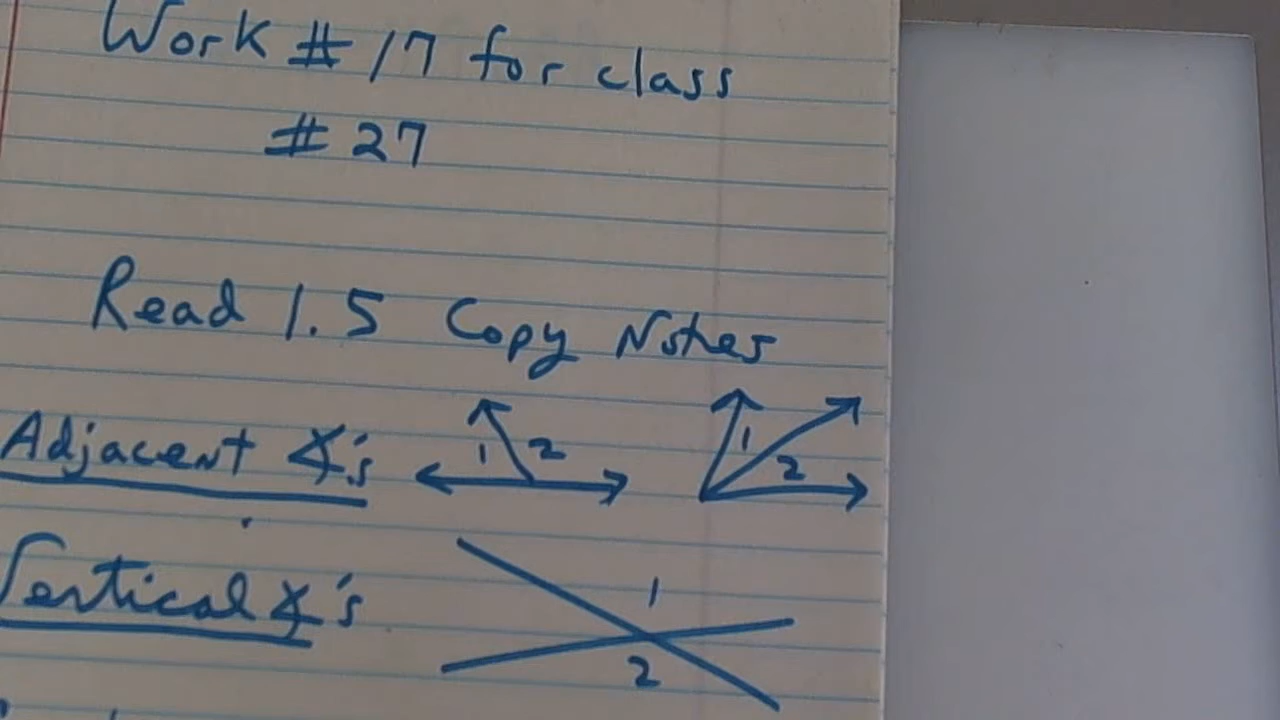 Work # 17 for class
# 27
Read 1.5 Copy Notes
Adjacent ∡'s 1 2 1 2
Vertical ∡'s 1 2